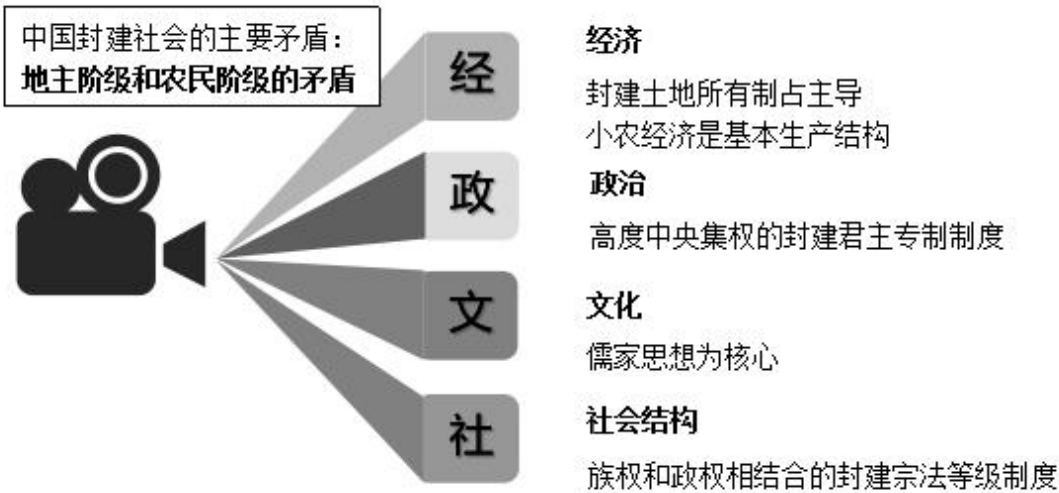 中国封建社会的主要矛盾：
地主阶级和农民阶级的矛盾
经
经济
封建土地所有制占主导
小农经济是基本生产结构
政
政治
高度中央集权的封建君主专制制度
文
文化
儒家思想为核心
社
社会结构
族权和政权相结合的封建宗法等级制度